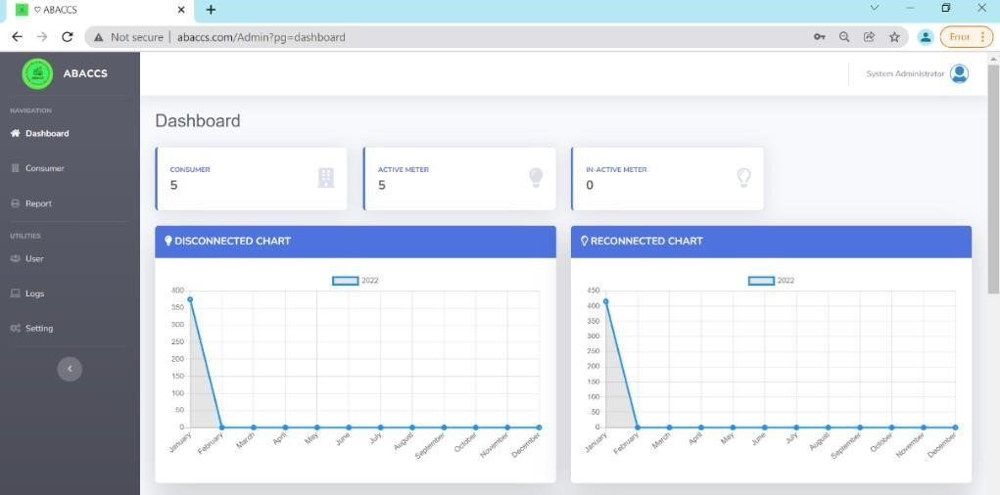 ♡ ABACCS
Not secure | abaccs.com/Admin?pg=dashboard
Error
ABACCS
System Administrator
NAVIGATION
Dashboard
Consumer
Report
UTILITIES
User
Logs
Setting
Dashboard
CONSUMER
5
ACTIVE METER
5
IN-ACTIVE METER
0
DISCONNECTED CHART
2022
400
350
300
250
200
150
100
50
0
January February March April May June July August September October November December
RECONNECTED CHART
2022
450
400
350
300
250
200
150
100
50
0
January February March April May June July August September October November December